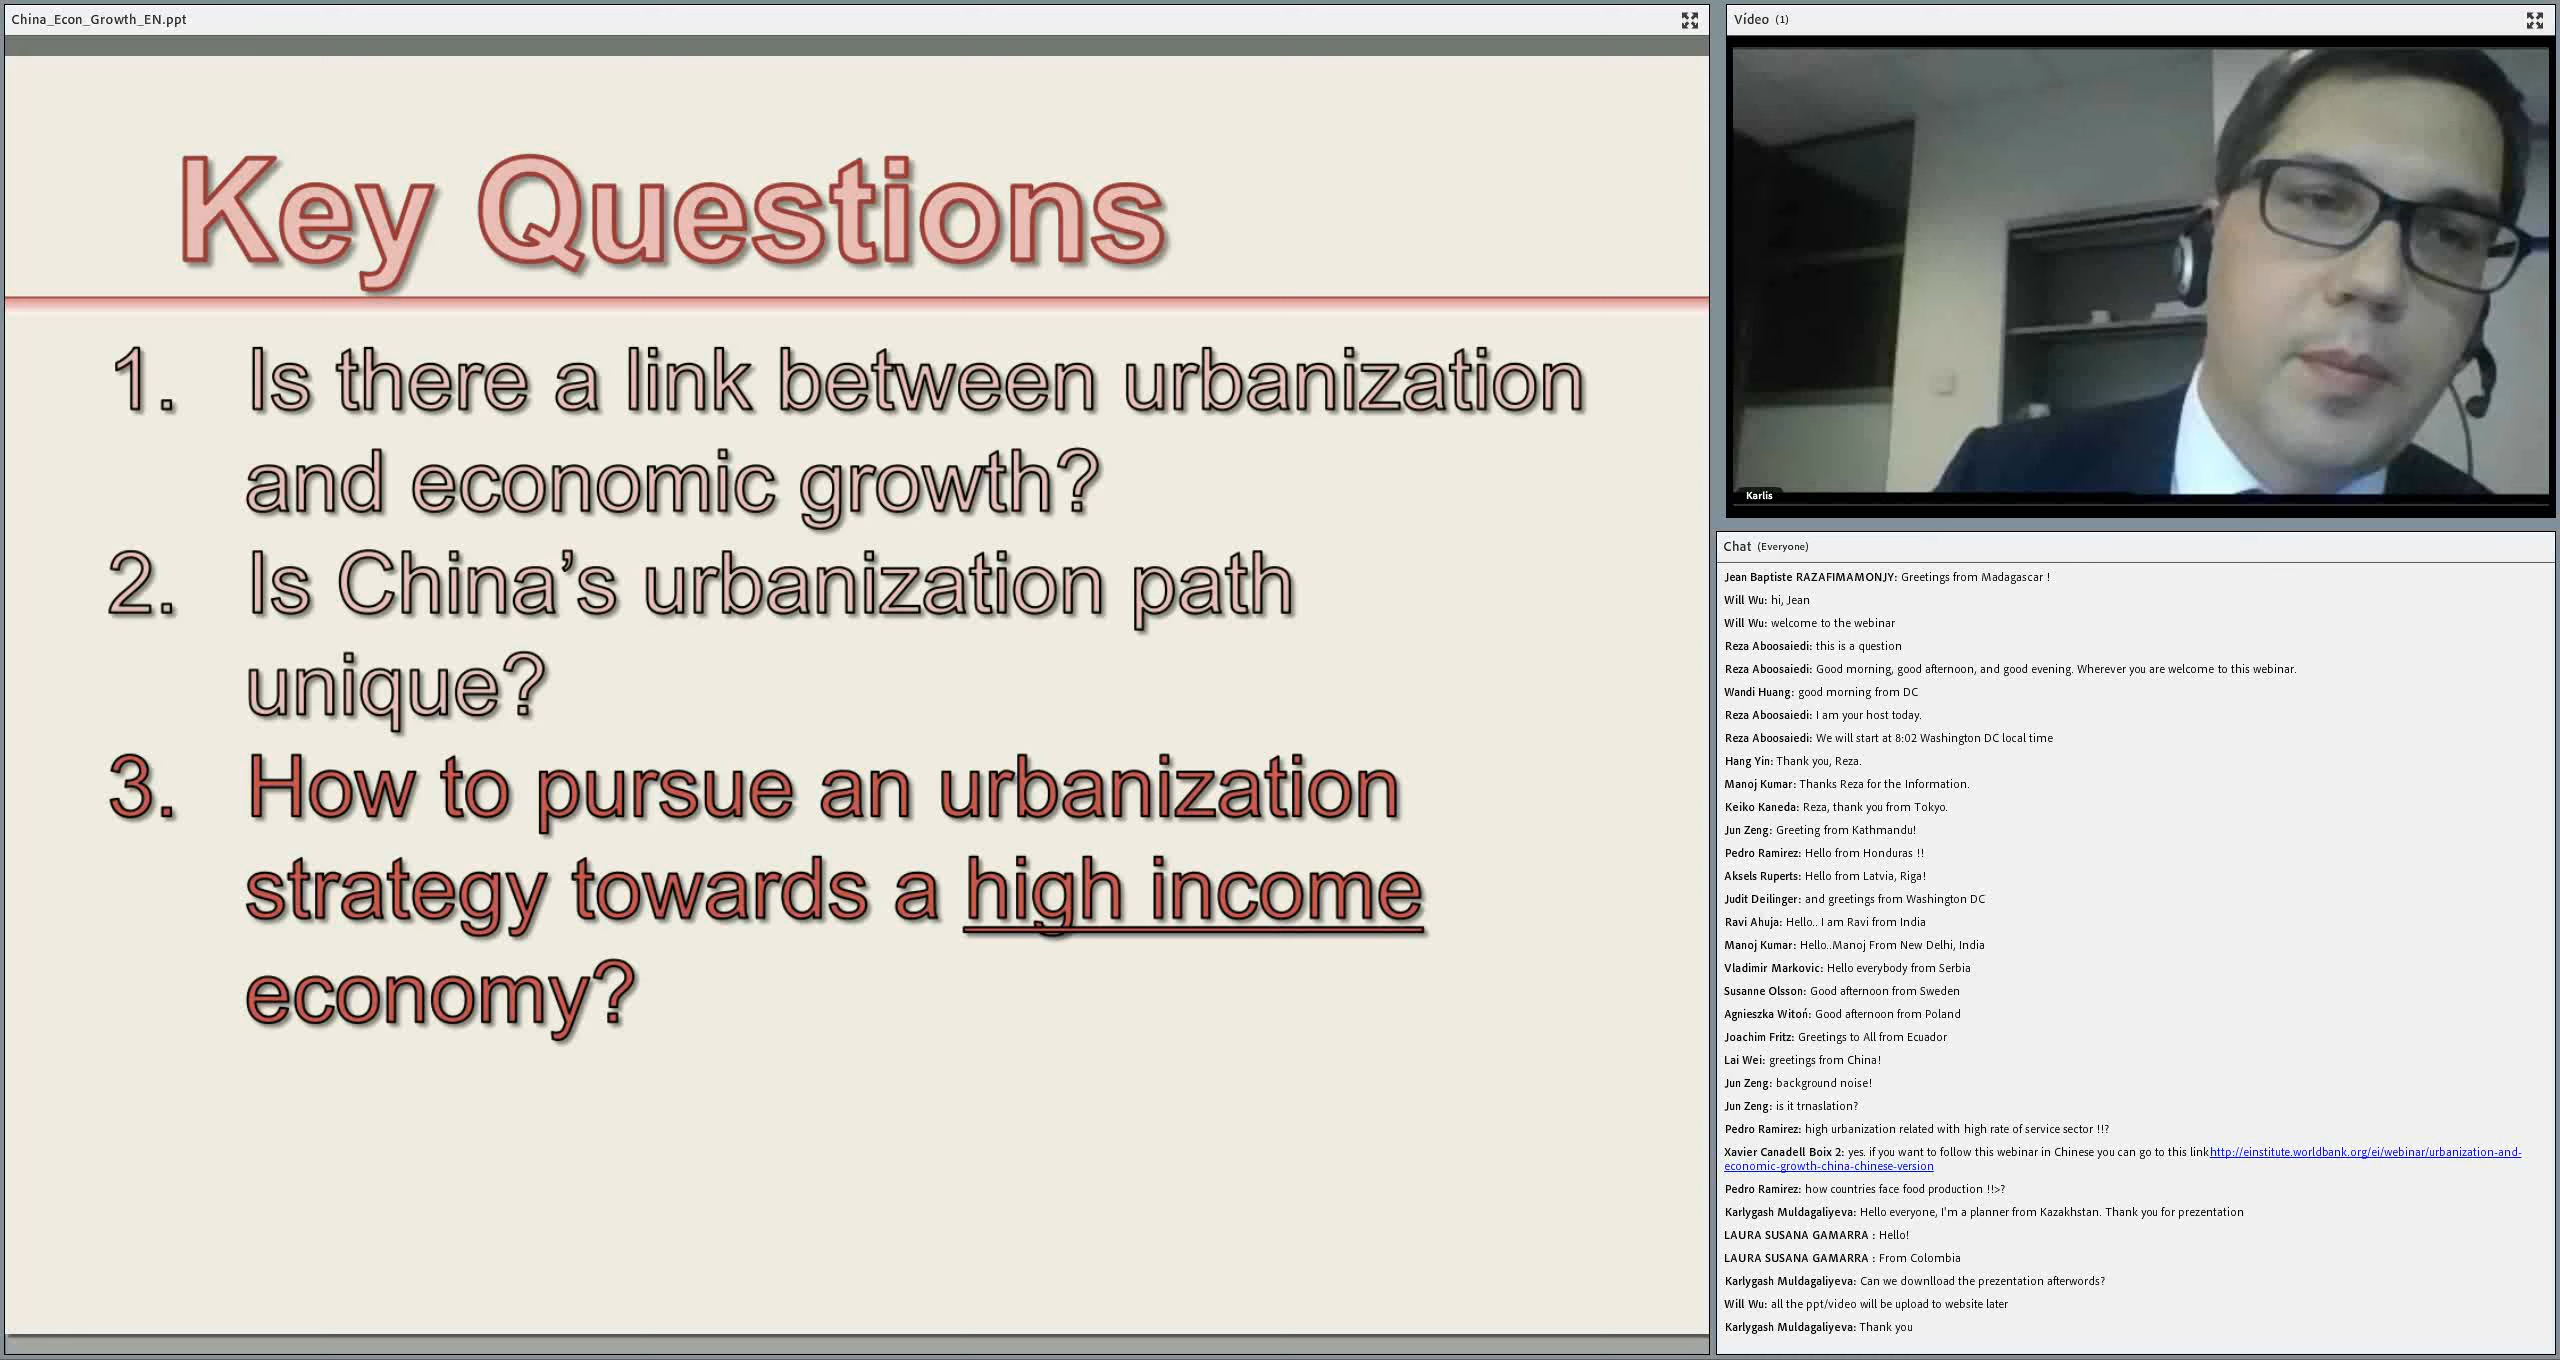 China_Econ_Growth_EN.ppt
Key Questions
1. Is there a link between urbanization
and economic growth?
2. Is China’s urbanization path
unique?
3. How to pursue an urbanization
strategy towards a high income
economy?
Vídeo (1)
Karlis
Chat (Everyone)
Jean Baptiste RAZAFIMAMONJY: Greetings from Madagascar !
Will Wu: hi, Jean
Will Wu: welcome to the webinar
Reza Aboosaiedi: this is a question
Reza Aboosaiedi: Good morning, good afternoon, and good evening. Wherever you are welcome to this webinar.
Wandi Huang: good morning from DC
Reza Aboosaiedi: I am your host today.
Reza Aboosaiedi: We will start at 8:02 Washington DC local time
Hang Yin: Thank you, Reza.
Manoj Kumar: Thanks Reza for the Information.
Keiko Kaneda: Reza, thank you from Tokyo.
Jun Zeng: Greeting from Kathmandu!
Pedro Ramirez: Hello from Honduras !!
Aksels Ruperts: Hello from Latvia, Riga!
Judit Deilinger: and greetings from Washington DC
Ravi Ahuja: Hello.. I am Ravi from India
Manoj Kumar: Hello..Manoj From New Delhi, India
Vladimir Markovic: Hello everybody from Serbia
Susanne Olsson: Good afternoon from Sweden
Agnieszka Witoń: Good afternoon from Poland
Joachim Fritz: Greetings to All from Ecuador
Lai Wei: greetings from China!
Jun Zeng: background noise!
Jun Zeng: is it trnaslation?
Pedro Ramirez: high urbanization related with high rate of service sector !!?
Xavier Canadell Boix 2: yes. if you want to follow this webinar in Chinese you can go to this linkhttp://einstitute.worldbank.org/ei/webinar/urbanization-and-
economic-growth-china-chinese-version
Pedro Ramirez: how countries face food production !!>?
Karlygash Muldagaliyeva: Hello everyone, I'm a planner from Kazakhstan. Thank you for prezentation
LAURA SUSANA GAMARRA : Hello!
LAURA SUSANA GAMARRA : From Colombia
Karlygash Muldagaliyeva: Can we downlload the prezentation afterwords?
Will Wu: all the ppt/video will be upload to website later
Karlygash Muldagaliyeva: Thank you